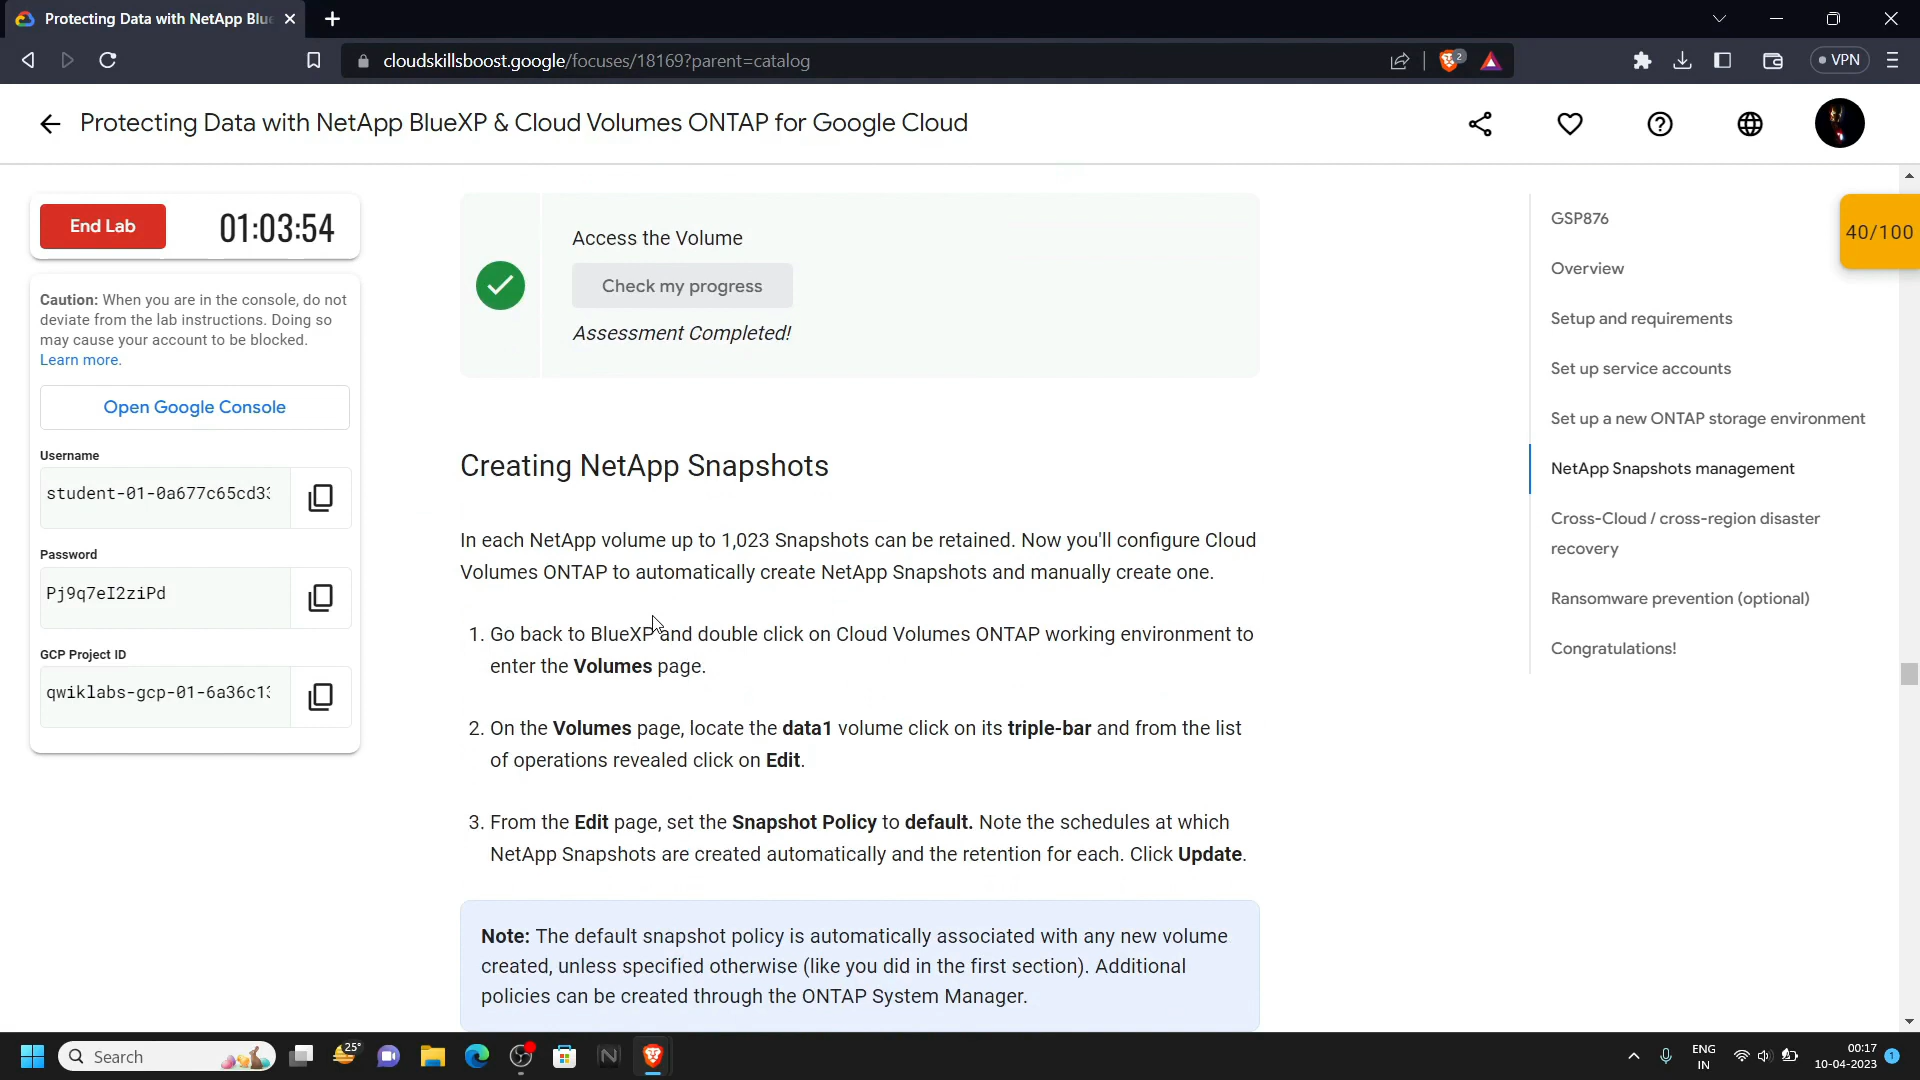 Protecting Data with NetApp Blue
cloudskillsboost.google/focuses/18169?parent=catalog
2
VPN
Protecting Data with NetApp BlueXP & Cloud Volumes ONTAP for Google Cloud
End Lab
01:03:54
Caution: When you are in the console, do not
deviate from the lab instructions. Doing so
may cause your account to be blocked.
Learn more.
Open Google Console
Username
student-01-0a677c65cd33
Password
Pj9q7eI2ziPd
GCP Project ID
qwiklabs-gcp-01-6a36c13
Access the Volume
Check my progress
Assessment Completed!
Creating NetApp Snapshots
In each NetApp volume up to 1,023 Snapshots can be retained. Now you'll configure Cloud
Volumes ONTAP to automatically create NetApp Snapshots and manually create one.
1. Go back to BlueXP and double click on Cloud Volumes ONTAP working environment to
enter the Volumes page.
2. On the Volumes page, locate the data1 volume click on its triple-bar and from the list
of operations revealed click on Edit.
3. From the Edit page, set the Snapshot Policy to default. Note the schedules at which
NetApp Snapshots are created automatically and the retention for each. Click Update.
Note: The default snapshot policy is automatically associated with any new volume
created, unless specified otherwise (like you did in the first section). Additional
policies can be created through the ONTAP System Manager.
GSP876
Overview
Setup and requirements
Set up service accounts
Set up a new ONTAP storage environment
NetApp Snapshots management
Cross-Cloud / cross-region disaster
recovery
Ransomware prevention (optional)
Congratulations!
40/100
Search
25°
N
ENG
IN
00:17
10-04-2023
1